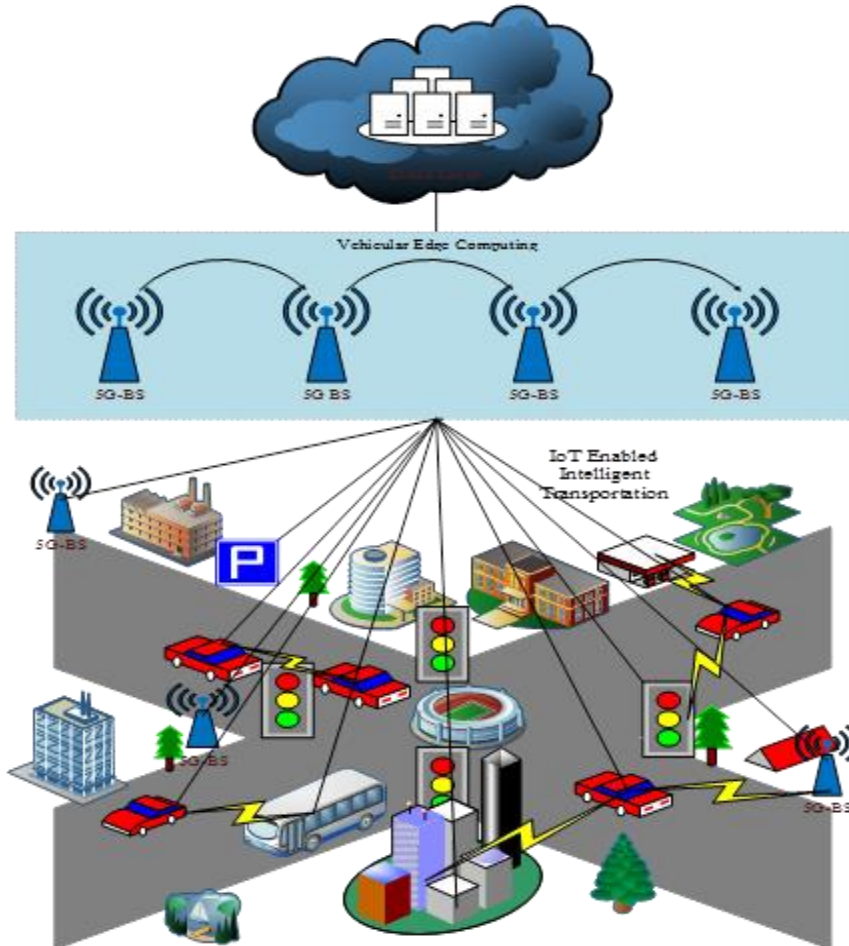 Vehicular Edge Computing
5G-BS
5G BS
5G-BS
5G-BS
IoT Enabled
Intelligent
Transportation
5G-BS
P
5G-BS
5G-BS